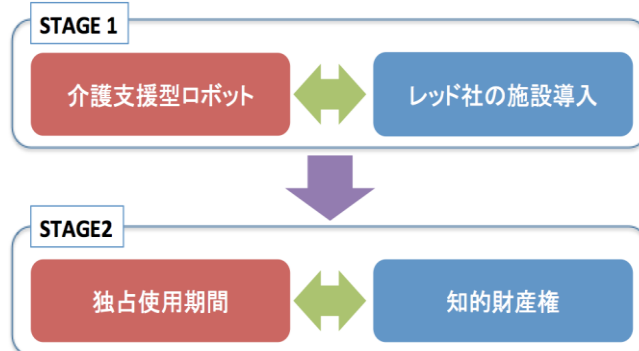 STAGE 1
介護支援型ロボット
レッド社の施設導入
STAGE2
独占使用期間
知的財産権